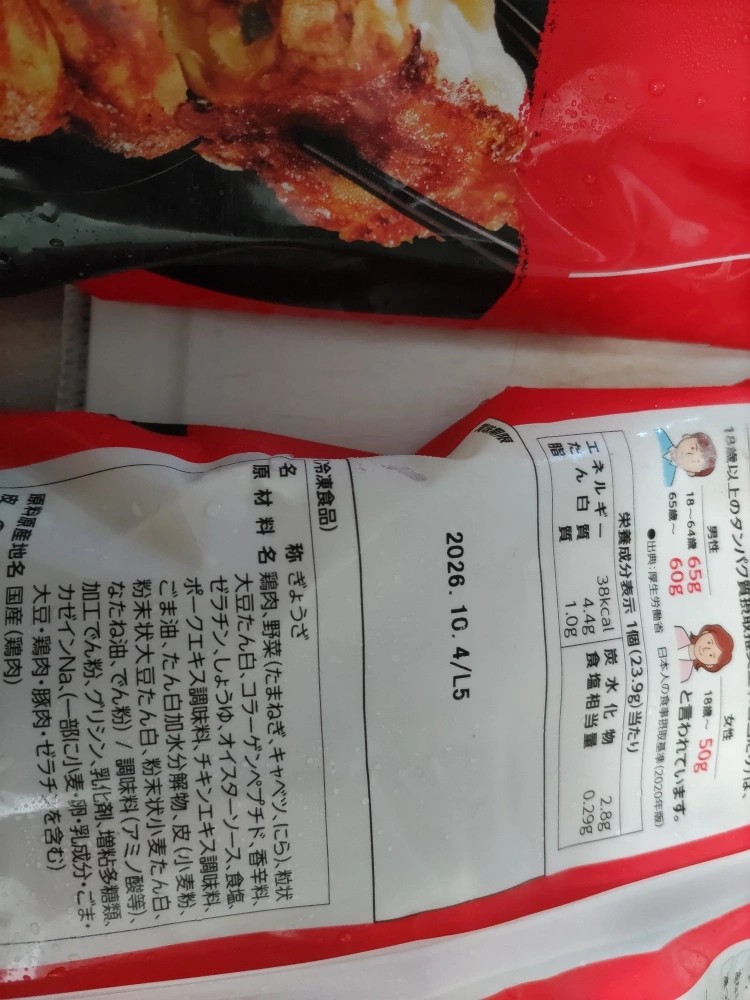 18歳以上のタンパク質摂取
男性
18～64歳 65g
65歳～ 60g
女性
18歳～ 50g
と言われています。
●出典：厚生労働省 日本人の食事摂取基準(2020年版)
栄養成分表示 1個(23.9g)当たり
エネルギー 38kcal 炭水化物 2.8g
たん白質 4.4g 食塩相当量 0.29g
脂質 1.0g
2026.10.4/L5
冷凍食品)
名称 ぎょうざ
原材料名 鶏肉、野菜(たまねぎ、キャベツ、にら)、粒状
大豆たん白、コラーゲンペプチド、香辛料、
ゼラチン、しょうゆ、オイスターソース、食塩、
ポークエキス調味料、チキンエキス調味料、
ごま油、たん白加水分解物、皮(小麦粉、
粉末状大豆たん白、粉末状小麦たん白、
なたね油、でん粉)／調味料(アミノ酸等)、
加工でん粉、グリシン、乳化剤、増粘多糖類、
カゼインNa、(一部に小麦・卵・乳成分・ごま・
大豆・鶏肉・豚肉・ゼラチンを含む)
原料原産地名 国産(鶏肉)